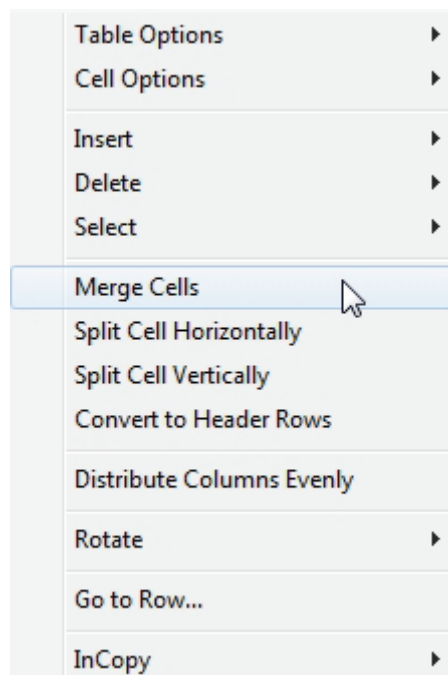 Table Options
Cell Options
Insert
Delete
Select
Merge Cells
Split Cell Horizontally
Split Cell Vertically
Convert to Header Rows
Distribute Columns Evenly
Rotate
Go to Row...
InCopy